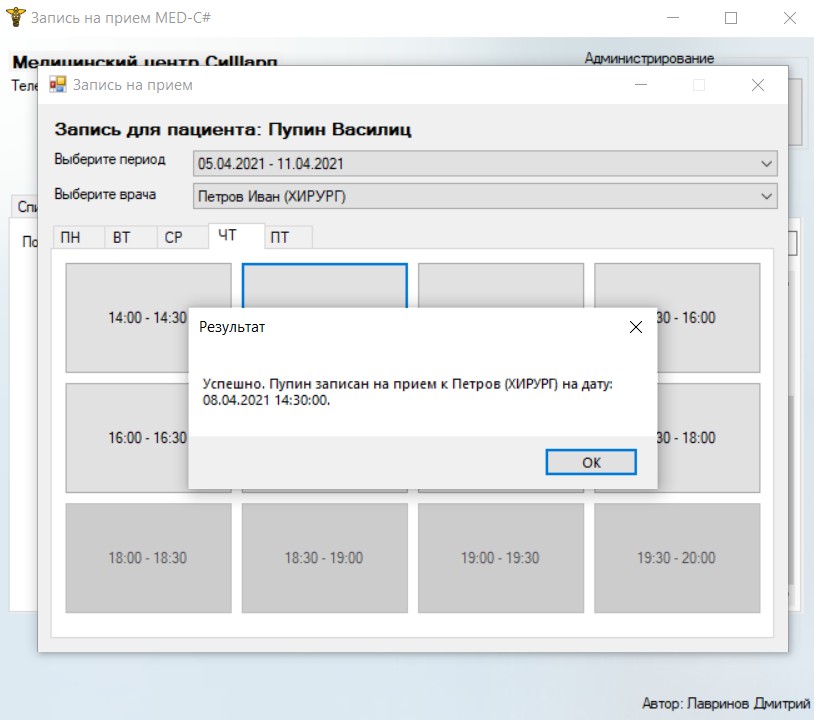 Запись на прием MED-C#
Медицинский центр СиШарп
Администрирование
Запись на прием
Запись для пациента: Пупин Василиц
Выберите период
05.04.2021 - 11.04.2021
Выберите врача
Петров Иван (ХИРУРГ)
ПН ВТ СР ЧТ ПТ
14:00 - 14:30
30 - 16:00
Результат
Успешно. Пупин записан на прием к Петров (ХИРУРГ) на дату:
08.04.2021 14:30:00.
16:00 - 16:30
30 - 18:00
OK
18:00 - 18:30
18:30 - 19:00
19:00 - 19:30
19:30 - 20:00
Автор: Лавринов Дмитрий